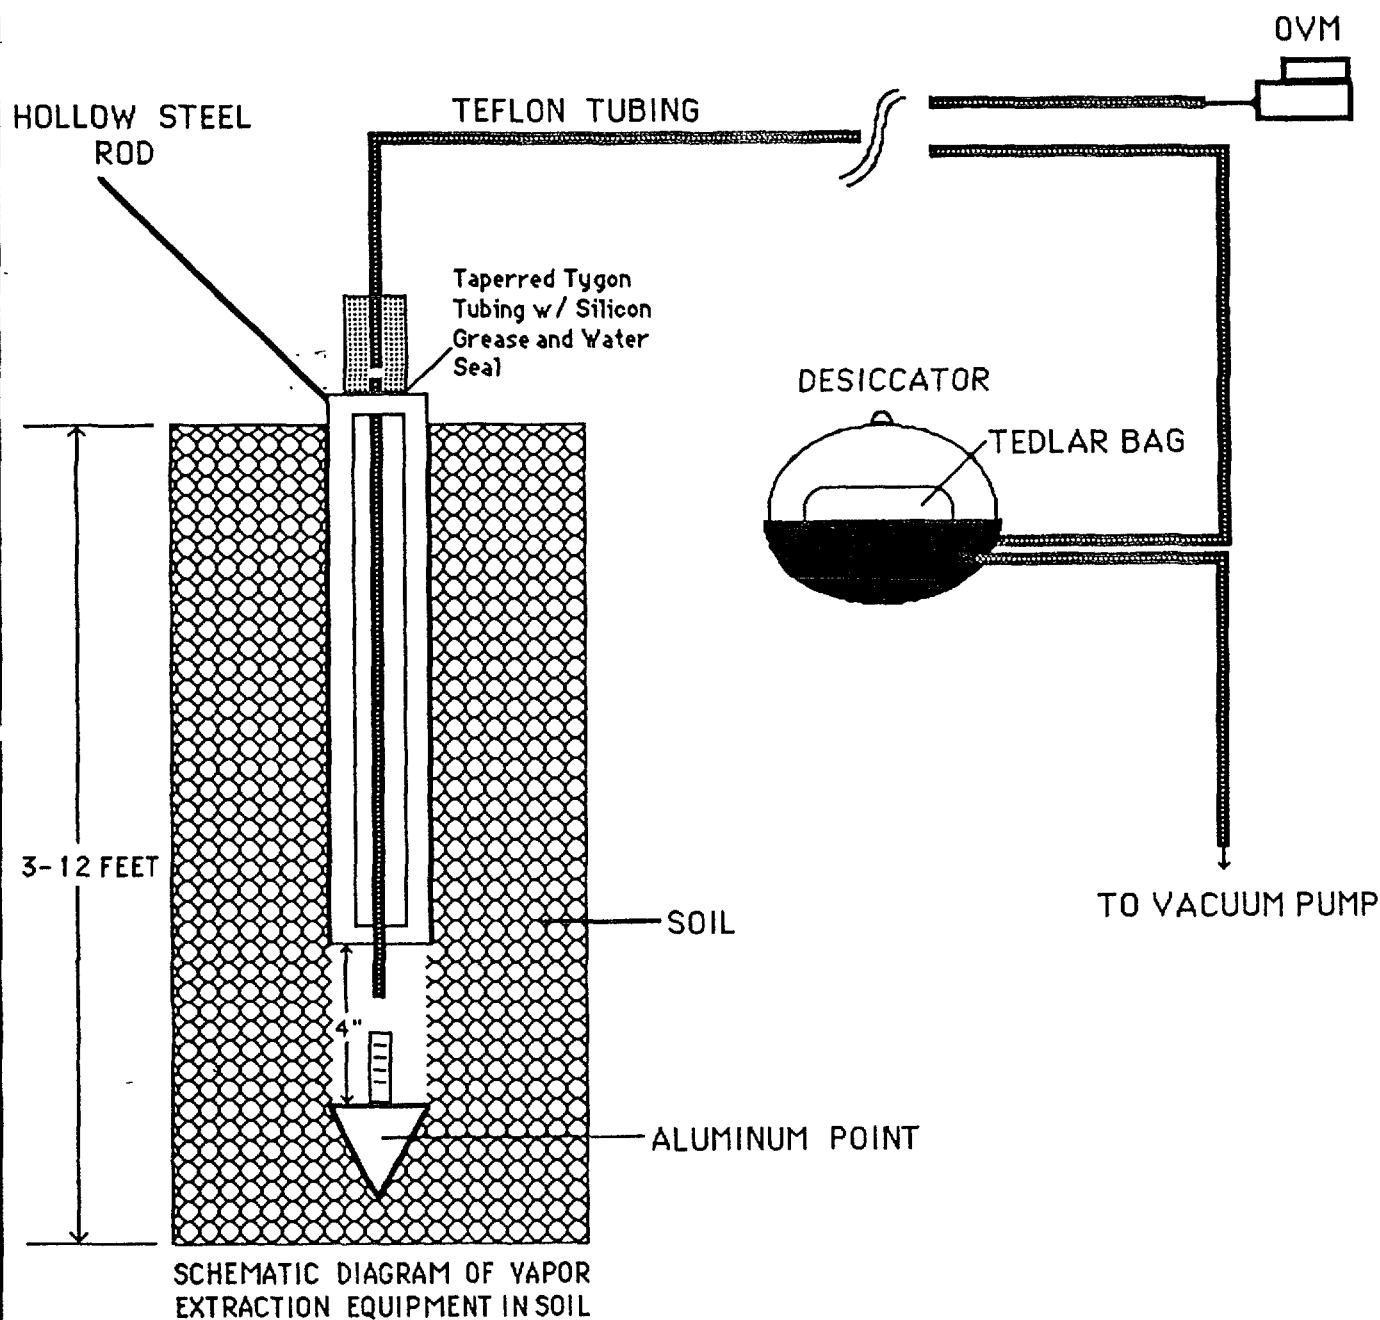 OVM
TEFLON TUBING
HOLLOW STEEL
ROD
Taperred Tygon
Tubing w/ Silicon
Grease and Water
Seal
DESICCATOR
TEDLAR BAG
3-12 FEET
TO VACUUM PUMP
SOIL
4"
ALUMINUM POINT
SCHEMATIC DIAGRAM OF VAPOR
EXTRACTION EQUIPMENT IN SOIL